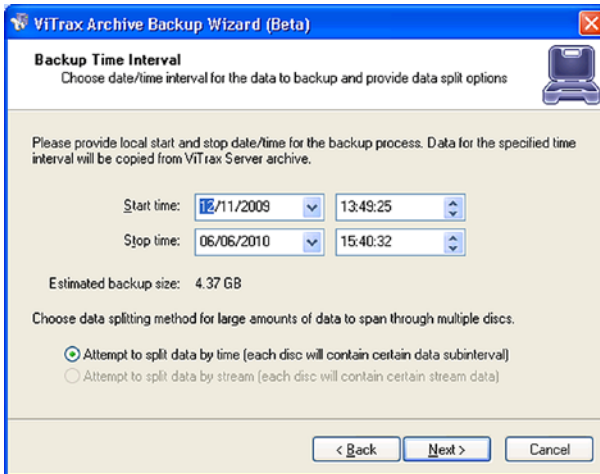 ViTrax Archive Backup Wizard (Beta)
Backup Time Interval
Choose date/time interval for the data to backup and provide data split options
Please provide local start and stop date/time for the backup process. Data for the specified time
interval will be copied from ViTrax Server archive.
Start time: 12/11/2009 13:49:25
Stop time: 06/06/2010 15:40:32
Estimated backup size: 4.37 GB
Choose data splitting method for large amounts of data to span through multiple discs.
Attempt to split data by time (each disc will contain certain data subinterval)
Attempt to split data by stream (each disc will contain certain stream data)
< Back Next > Cancel